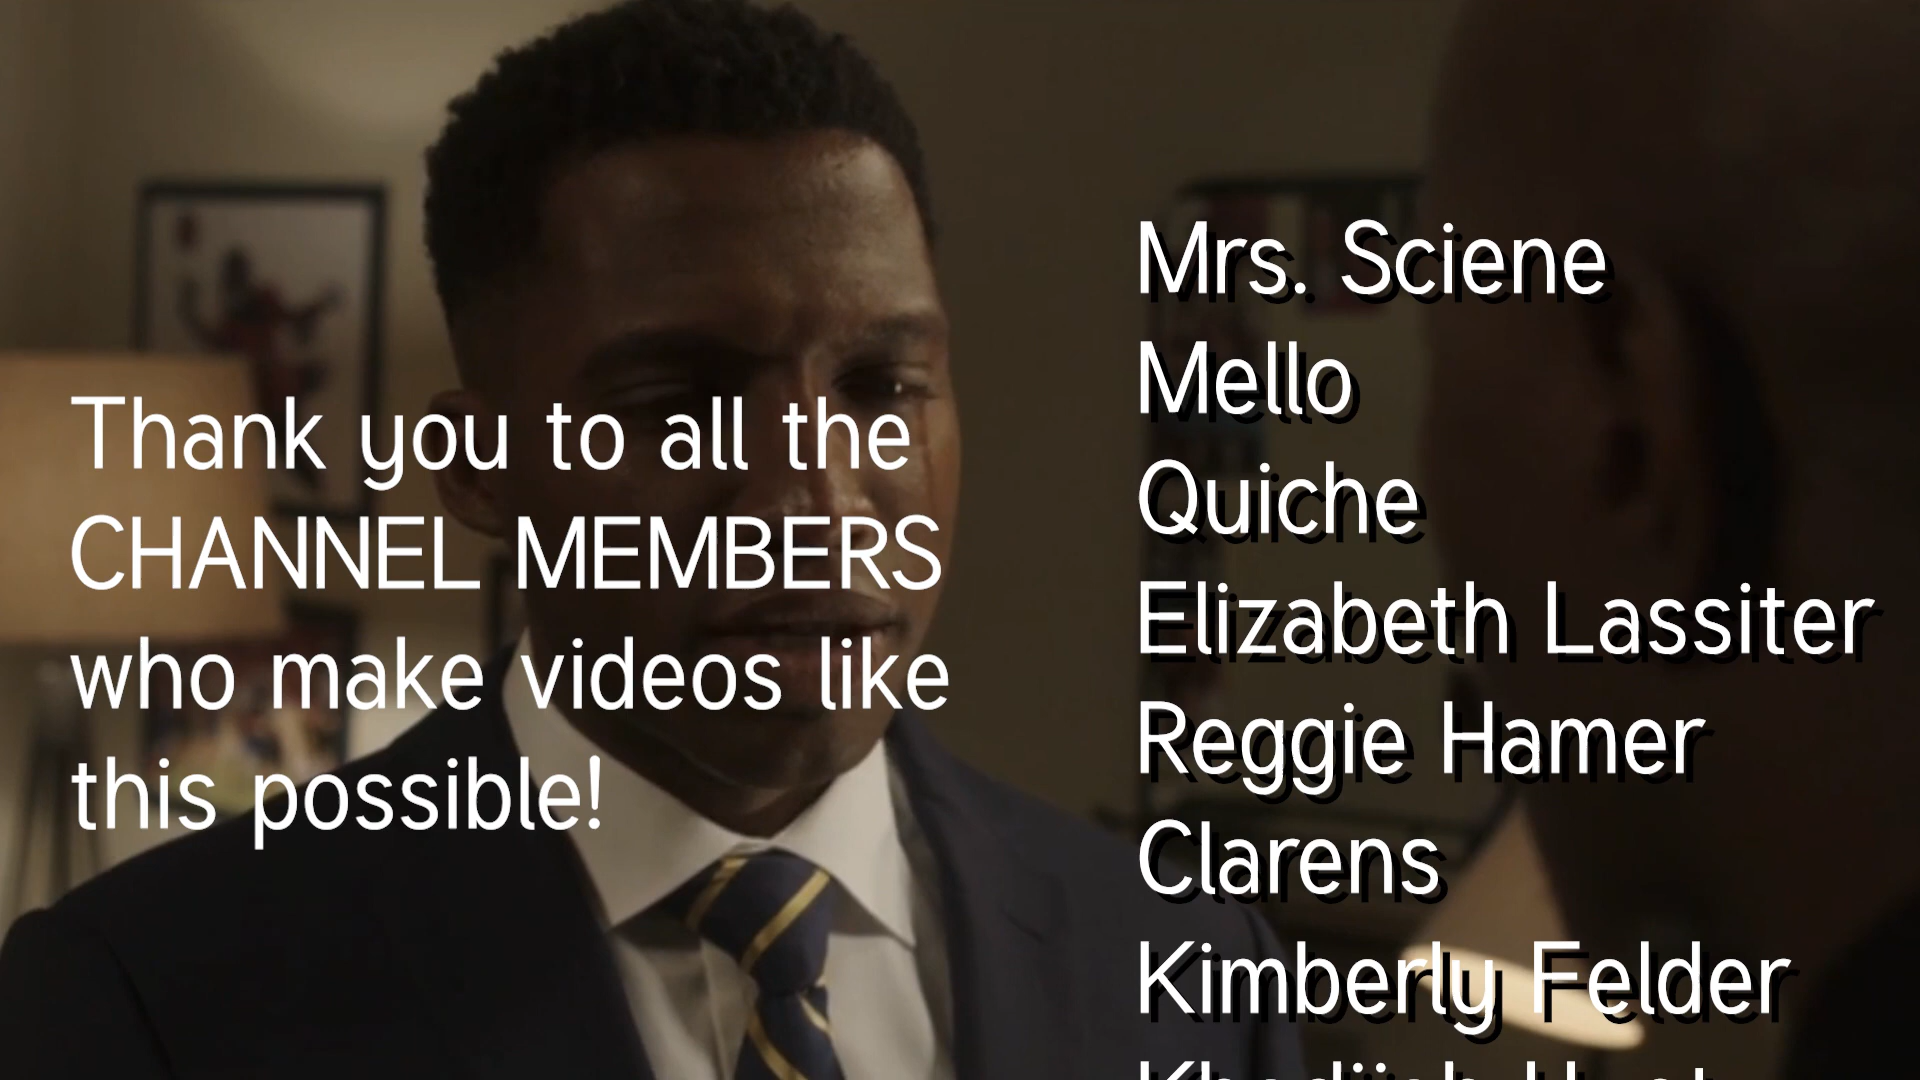 Thank you to all the
CHANNEL MEMBERS
who make videos like
this possible!
Mrs. Sciene
Mello
Quiche
Elizabeth Lassiter
Reggie Hamer
Clarens
Kimberly Felder